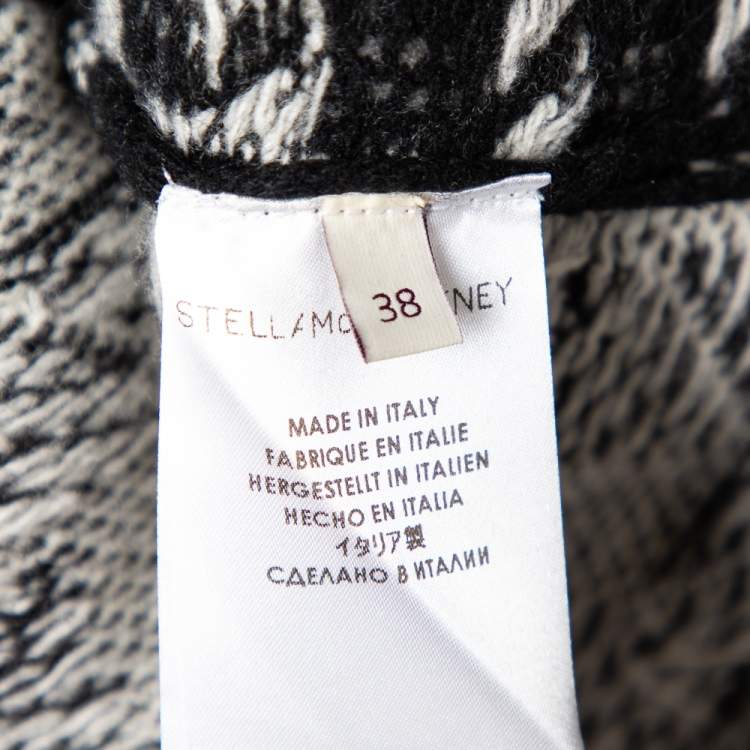 STELLAMc NEY
38
MADE IN ITALY
FABRIQUE EN ITALIE
HERGESTELLT IN ITALIEN
HECHO EN ITALIA
イタリア製
СДЕЛАНО В ИТАЛИИ